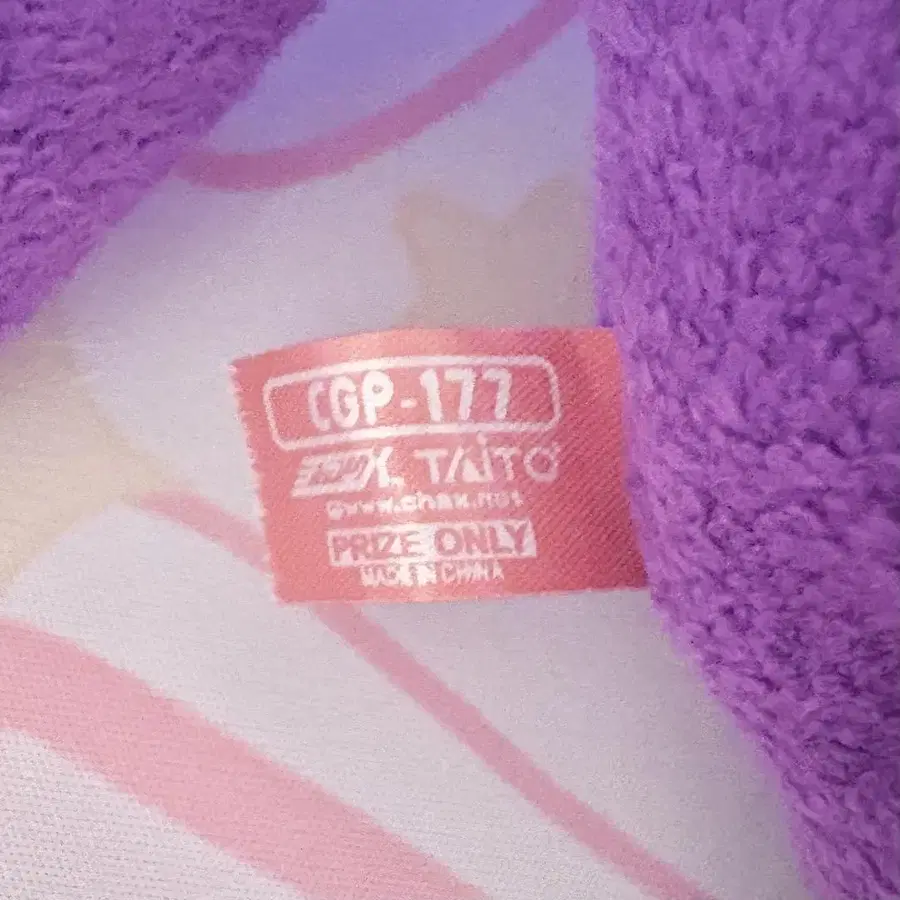 CGP-177
TAITO
www.chax.net
PRIZE ONLY
MADE IN CHINA